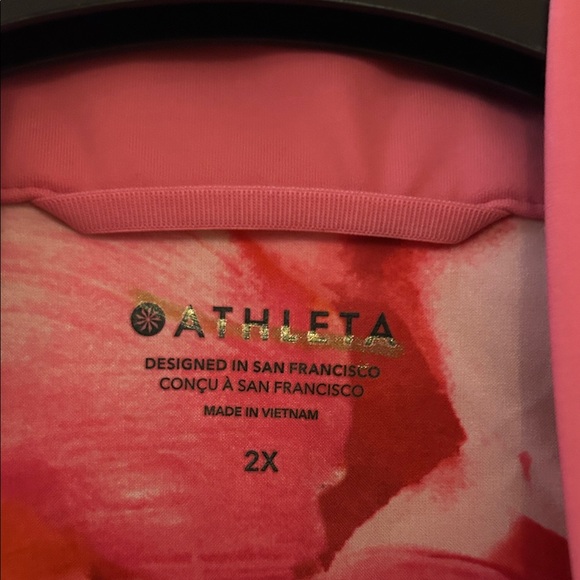 ATHLETA
DESIGNED IN SAN FRANCISCO
CONÇU À SAN FRANCISCO
MADE IN VIETNAM
2X